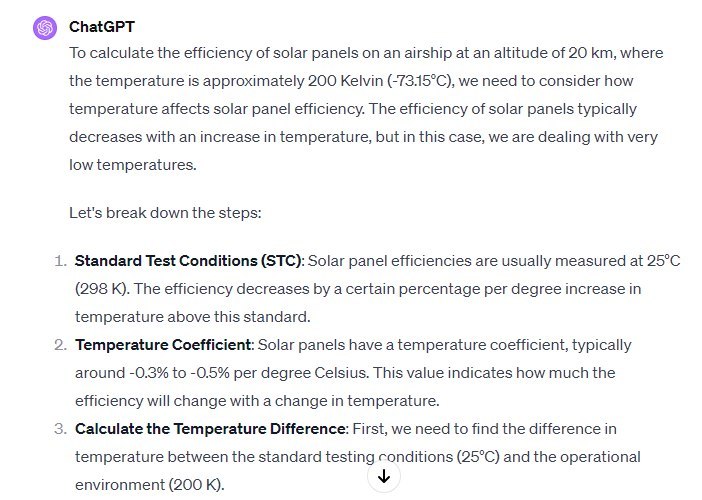 ChatGPT
To calculate the efficiency of solar panels on an airship at an altitude of 20 km, where
the temperature is approximately 200 Kelvin (-73.15°C), we need to consider how
temperature affects solar panel efficiency. The efficiency of solar panels typically
decreases with an increase in temperature, but in this case, we are dealing with very
low temperatures.
Let's break down the steps:
1. Standard Test Conditions (STC): Solar panel efficiencies are usually measured at 25°C
(298 K). The efficiency decreases by a certain percentage per degree increase in
temperature above this standard.
2. Temperature Coefficient: Solar panels have a temperature coefficient, typically
around -0.3% to -0.5% per degree Celsius. This value indicates how much the
efficiency will change with a change in temperature.
3. Calculate the Temperature Difference: First, we need to find the difference in
temperature between the standard testing conditions (25°C) and the operational
environment (200 K).